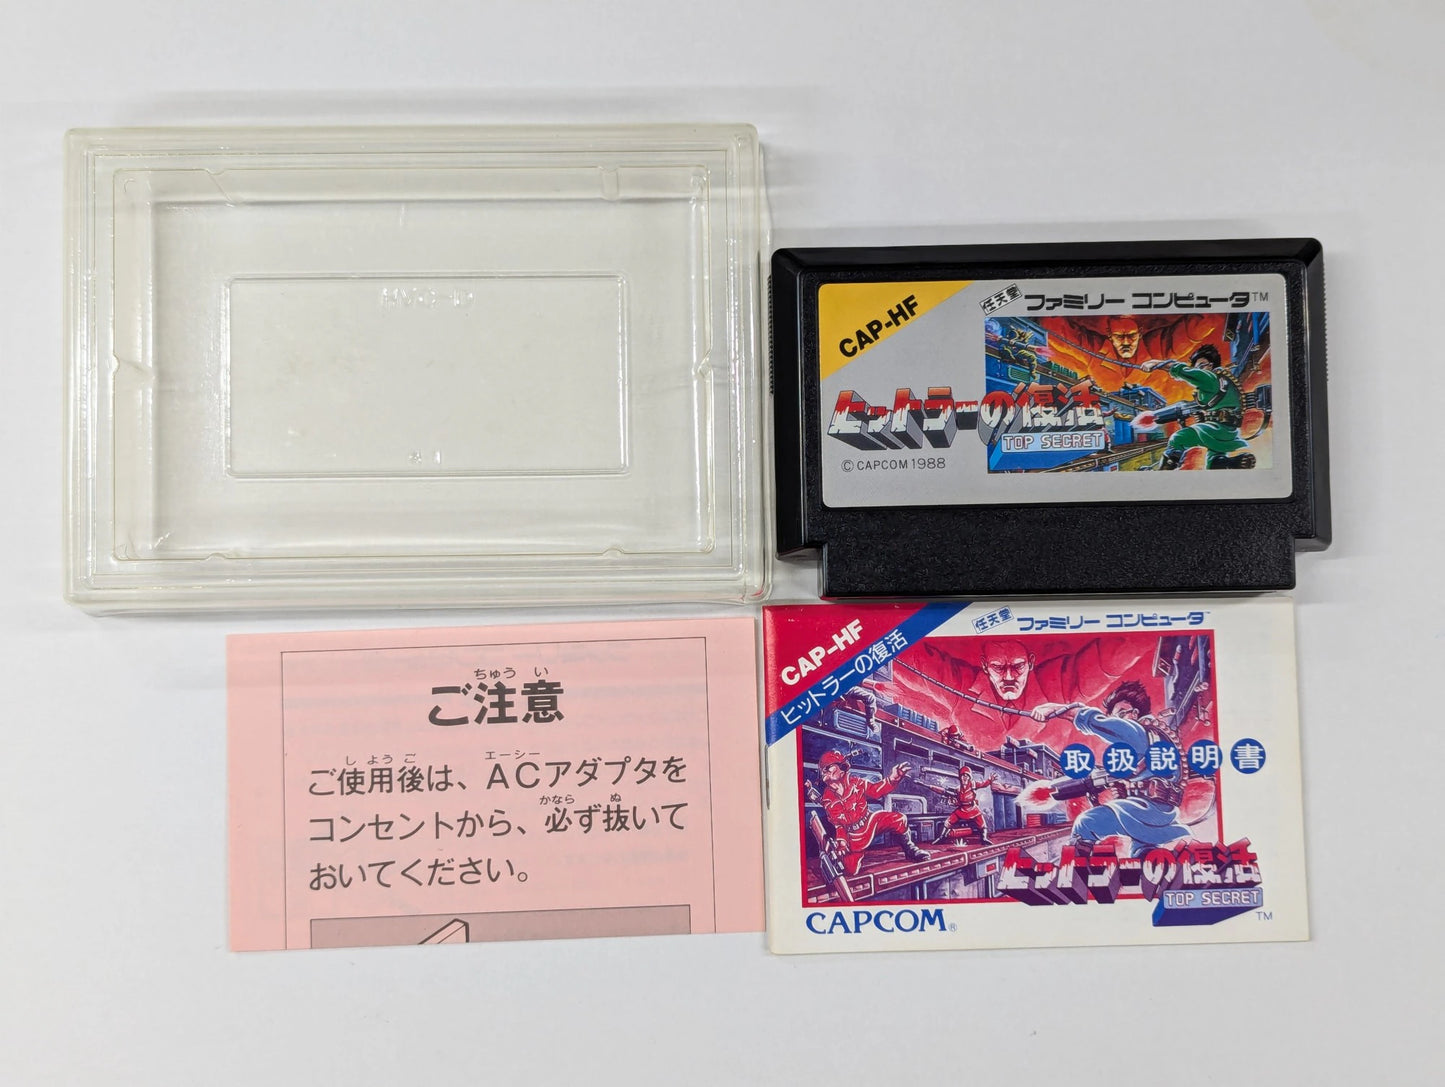 CAP-HF
任天堂 ファミリー コンピュータ™
ヒットラーの復活
TOP SECRET
© CAPCOM 1988
CAP-HF
ヒットラーの復活
任天堂 ファミリー コンピュータ™
取扱説明書
ヒットラーの復活
TOP SECRET
CAPCOM®
TM
ちゅうい
ご注意
しようご エーシー
ご使用後は、ACアダプタを
かなら ぬ
コンセントから、必ず抜いて
おいてください。